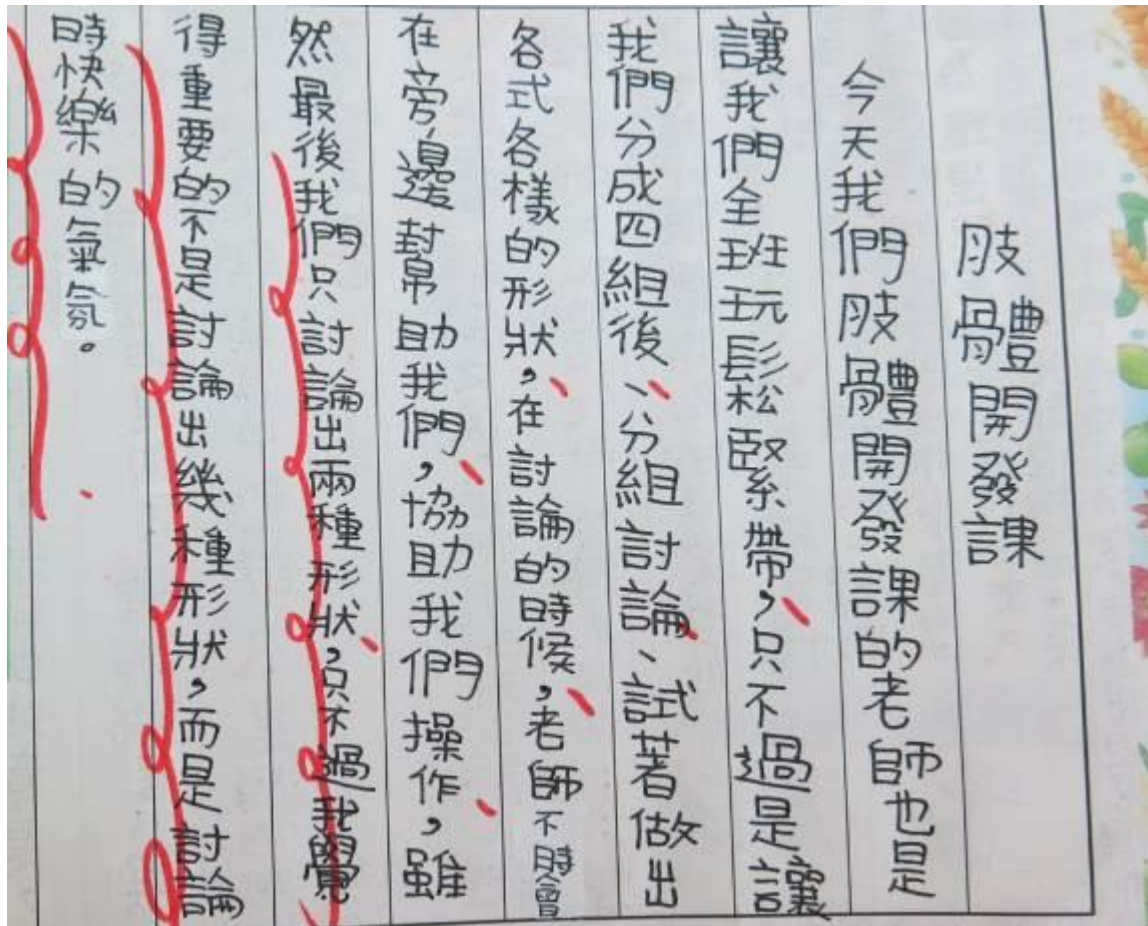 肢體開發課
今天我們肢體開發課的老師也是
讓我們全班玩鬆緊帶,只不過是讓
我們分成四組後、分組討論、試著做出
各式各樣的形狀,在討論的時候,老師不時會
在旁邊幫助我們,協助我們操作,雖
然最後我們只討論出兩種形狀,只不過我覺
得重要的不是討論出幾種形狀,而是討論
時快樂的氣氛。